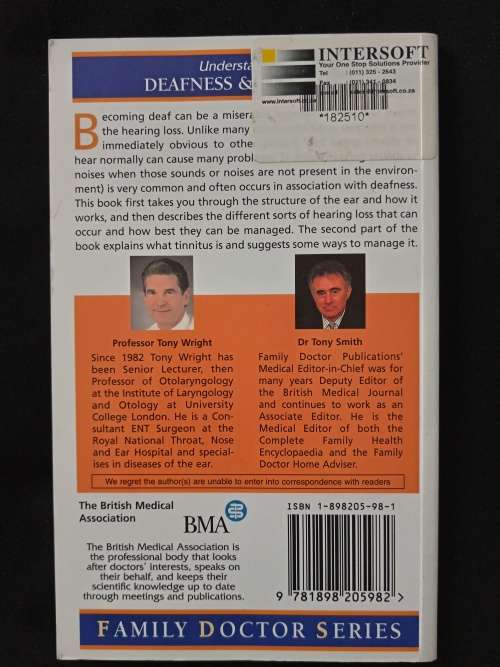 Understa
DEAFNESS &
INTERSOFT
Your One Stop Solutions Provider
Tel : (011) 325 - 2543
Fax
www.intersoft.
*182510*
Becoming deaf can be a misera
the hearing loss. Unlike many
immediately obvious to othe
hear normally can cause many probl
noises when those sounds or noises are not present in the environ-
ment) is very common and often occurs in association with deafness.
This book first takes you through the structure of the ear and how it
works, and then describes the different sorts of hearing loss that can
occur and how best they can be managed. The second part of the
book explains what tinnitus is and suggests some ways to manage it.
Professor Tony Wright
Since 1982 Tony Wright has
been Senior Lecturer, then
Professor of Otolaryngology
at the Institute of Laryngology
and Otology at University
College London. He is a Con-
sultant ENT Surgeon at the
Royal National Throat, Nose
and Ear Hospital and special-
ises in diseases of the ear.
Dr Tony Smith
Family Doctor Publications'
Medical Editor-in-Chief was for
many years Deputy Editor of
the British Medical Journal
and continues to work as an
Associate Editor. He is the
Medical Editor of both the
Complete Family Health
Encyclopaedia and the Family
Doctor Home Adviser.
We regret the author(s) are unable to enter into correspondence with readers
The British Medical
Association
BMA
The British Medical Association is
the professional body that looks
after doctors' interests, speaks on
their behalf, and keeps their
scientific knowledge up to date
through meetings and publications.
ISBN 1-898205-98-1
9 781898 205982 >
FAMILY DOCTOR SERIES